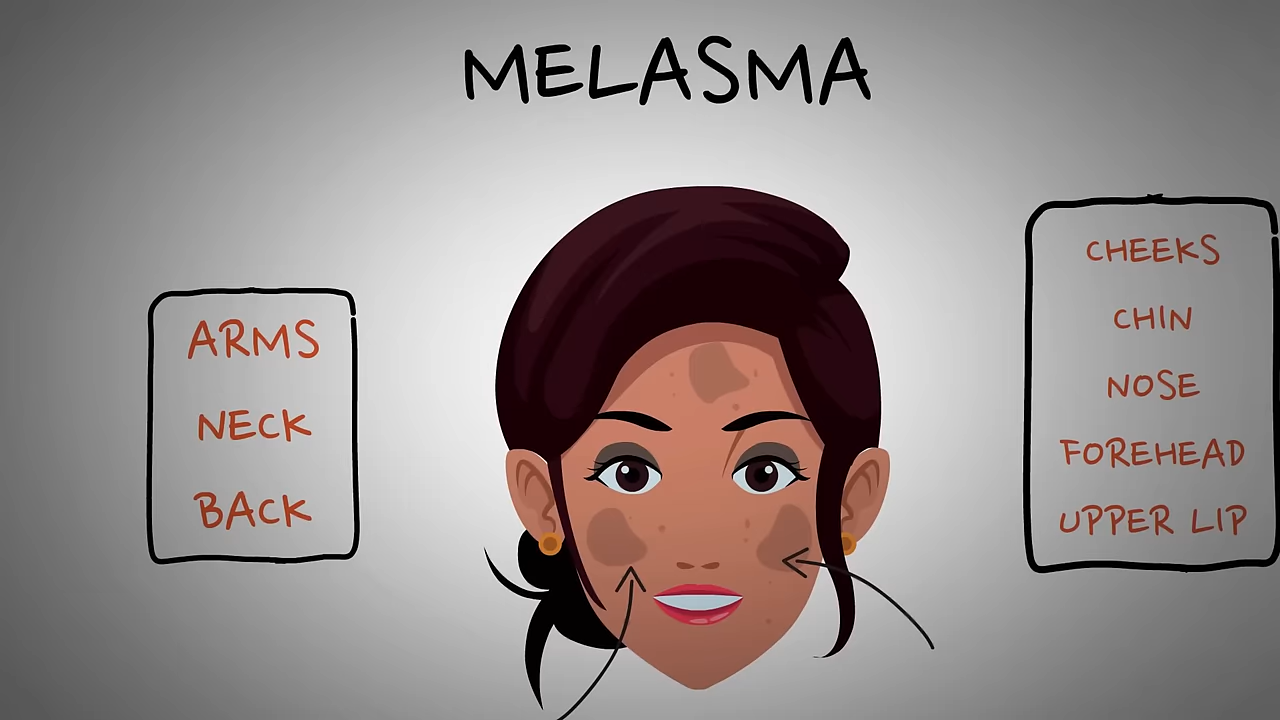 MELASMA
ARMS
NECK
BACK
CHEEKS
CHIN
NOSE
FOREHEAD
UPPER LIP